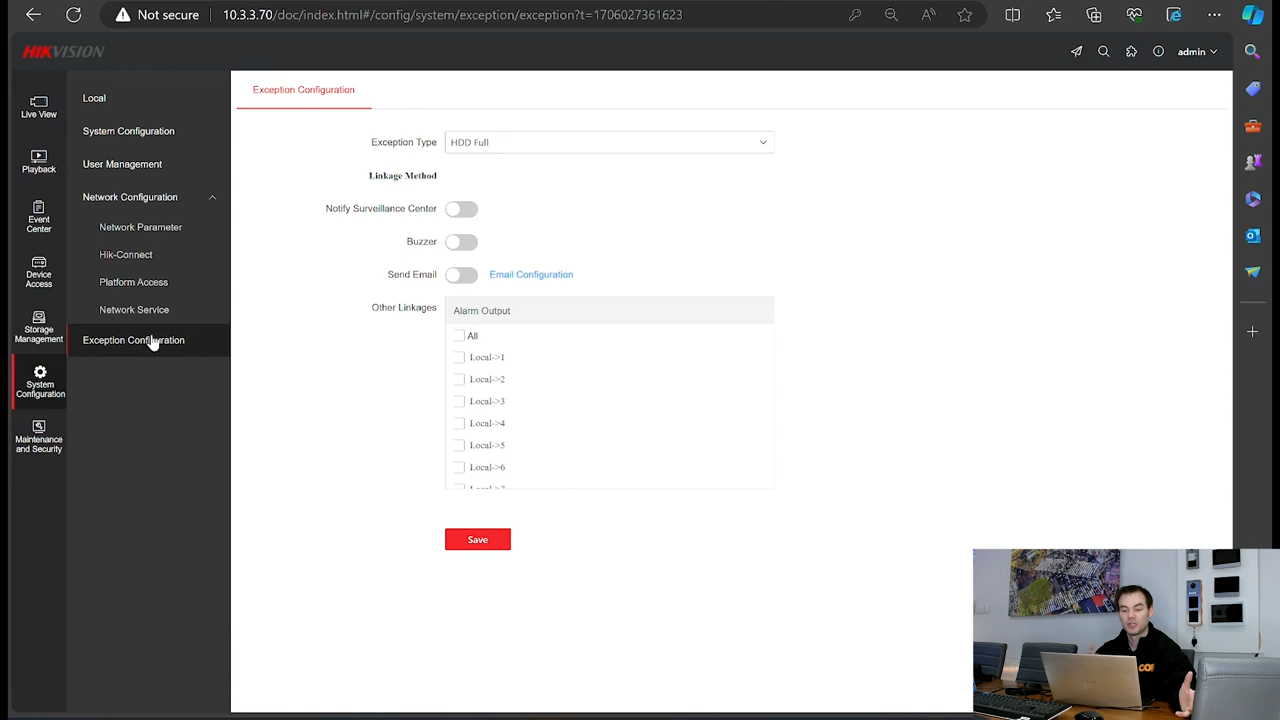 Not secure
10.3.3.70/doc/index.html#/config/system/exception/exception?t=1706027361623
HIKVISION
admin
Live View
Playback
Event Center
Device Access
Storage Management
System Configuration
Maintenance and Security
Local
System Configuration
User Management
Network Configuration
Network Parameter
Hik-Connect
Platform Access
Network Service
Exception Configuration
Exception Configuration
Exception Type
HDD Full
Linkage Method
Notify Surveillance Center
Buzzer
Send Email
Email Configuration
Other Linkages
Alarm Output
All
Local->1
Local->2
Local->3
Local->4
Local->5
Local->6
Save